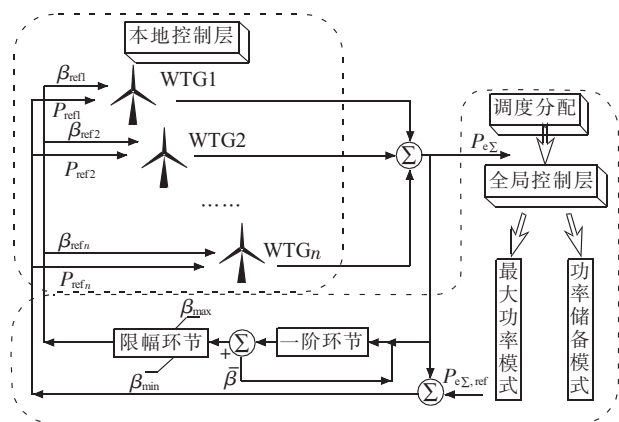 本地控制层
βref1
Pref1
WTG1
βref2
Pref2
WTG2
……
βrefn
Prefn
WTGn
∑
Pe∑
调度分配
全局控制层
最大功率模式
功率储备模式
βmax
限幅环节
βmin
∑
+
β̄
一阶环节
∑
Pe∑,ref